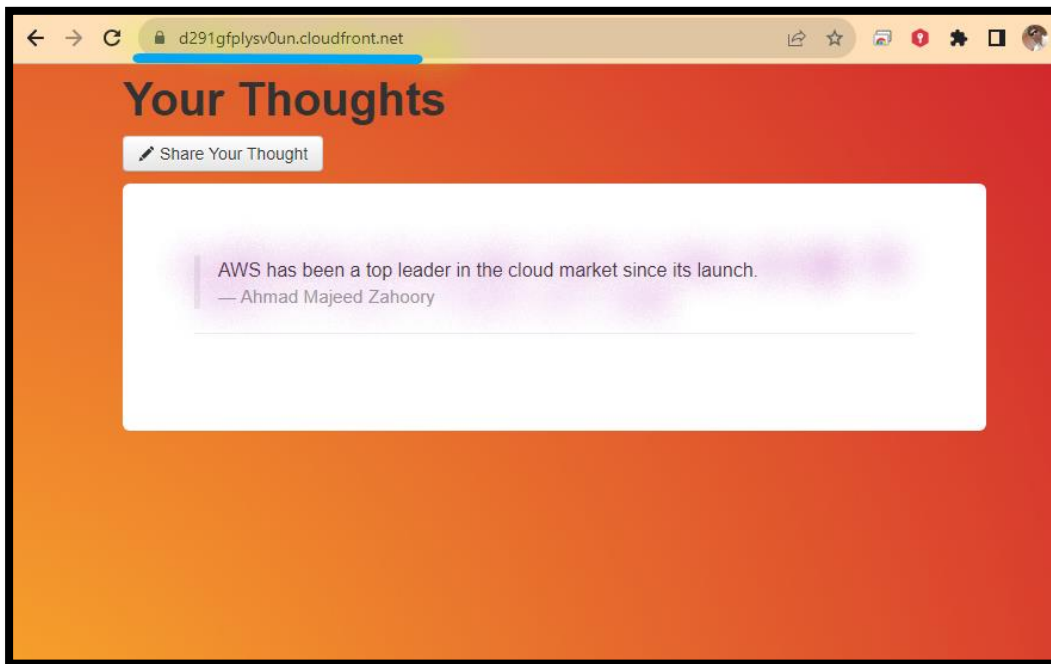 d291gfplysv0un.cloudfront.net
Your Thoughts
Share Your Thought
AWS has been a top leader in the cloud market since its launch.
— Ahmad Majeed Zahoory